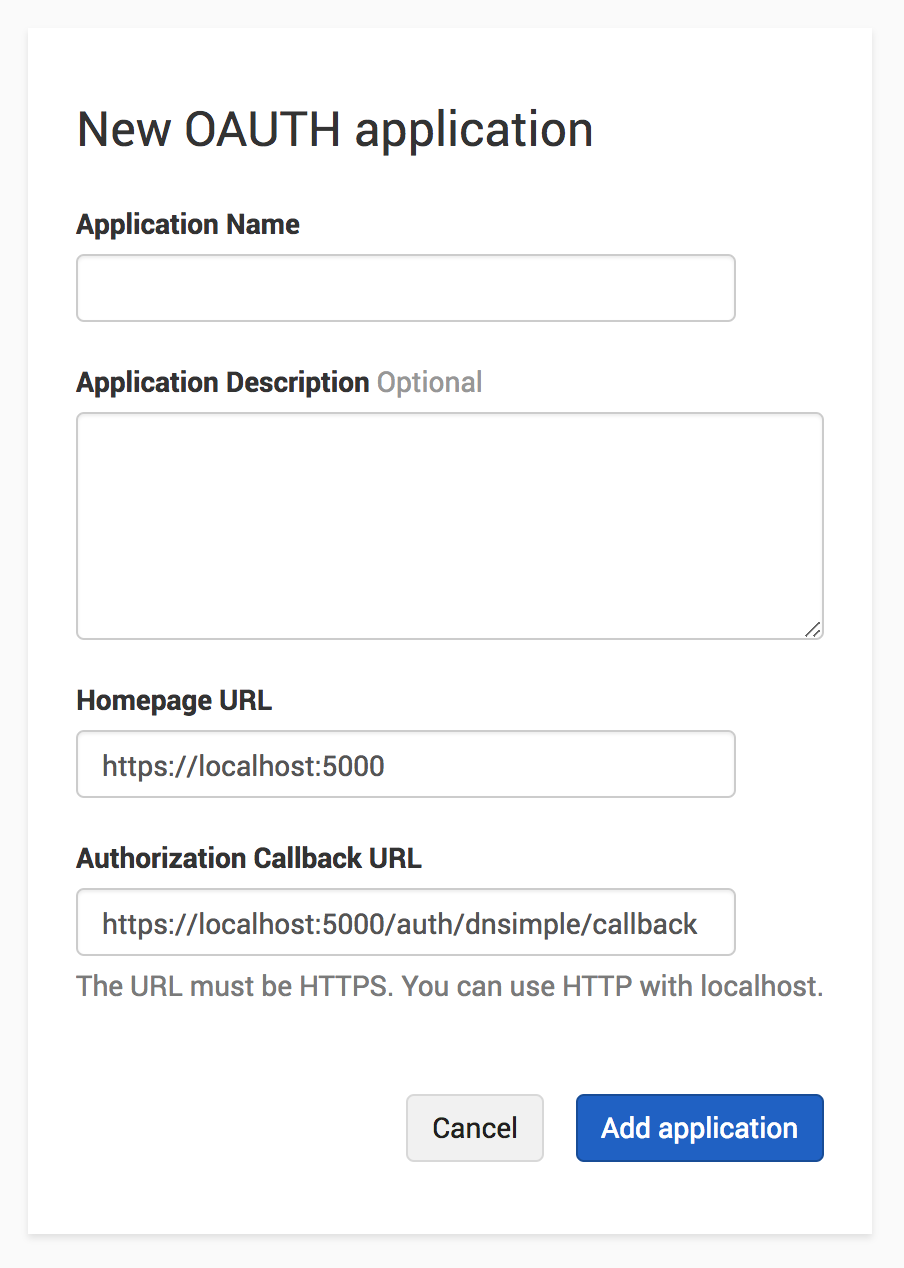 New OAUTH application
Application Name
Application Description Optional
Homepage URL
https://localhost:5000
Authorization Callback URL
https://localhost:5000/auth/dnsimple/callback
The URL must be HTTPS. You can use HTTP with localhost.
Cancel Add application